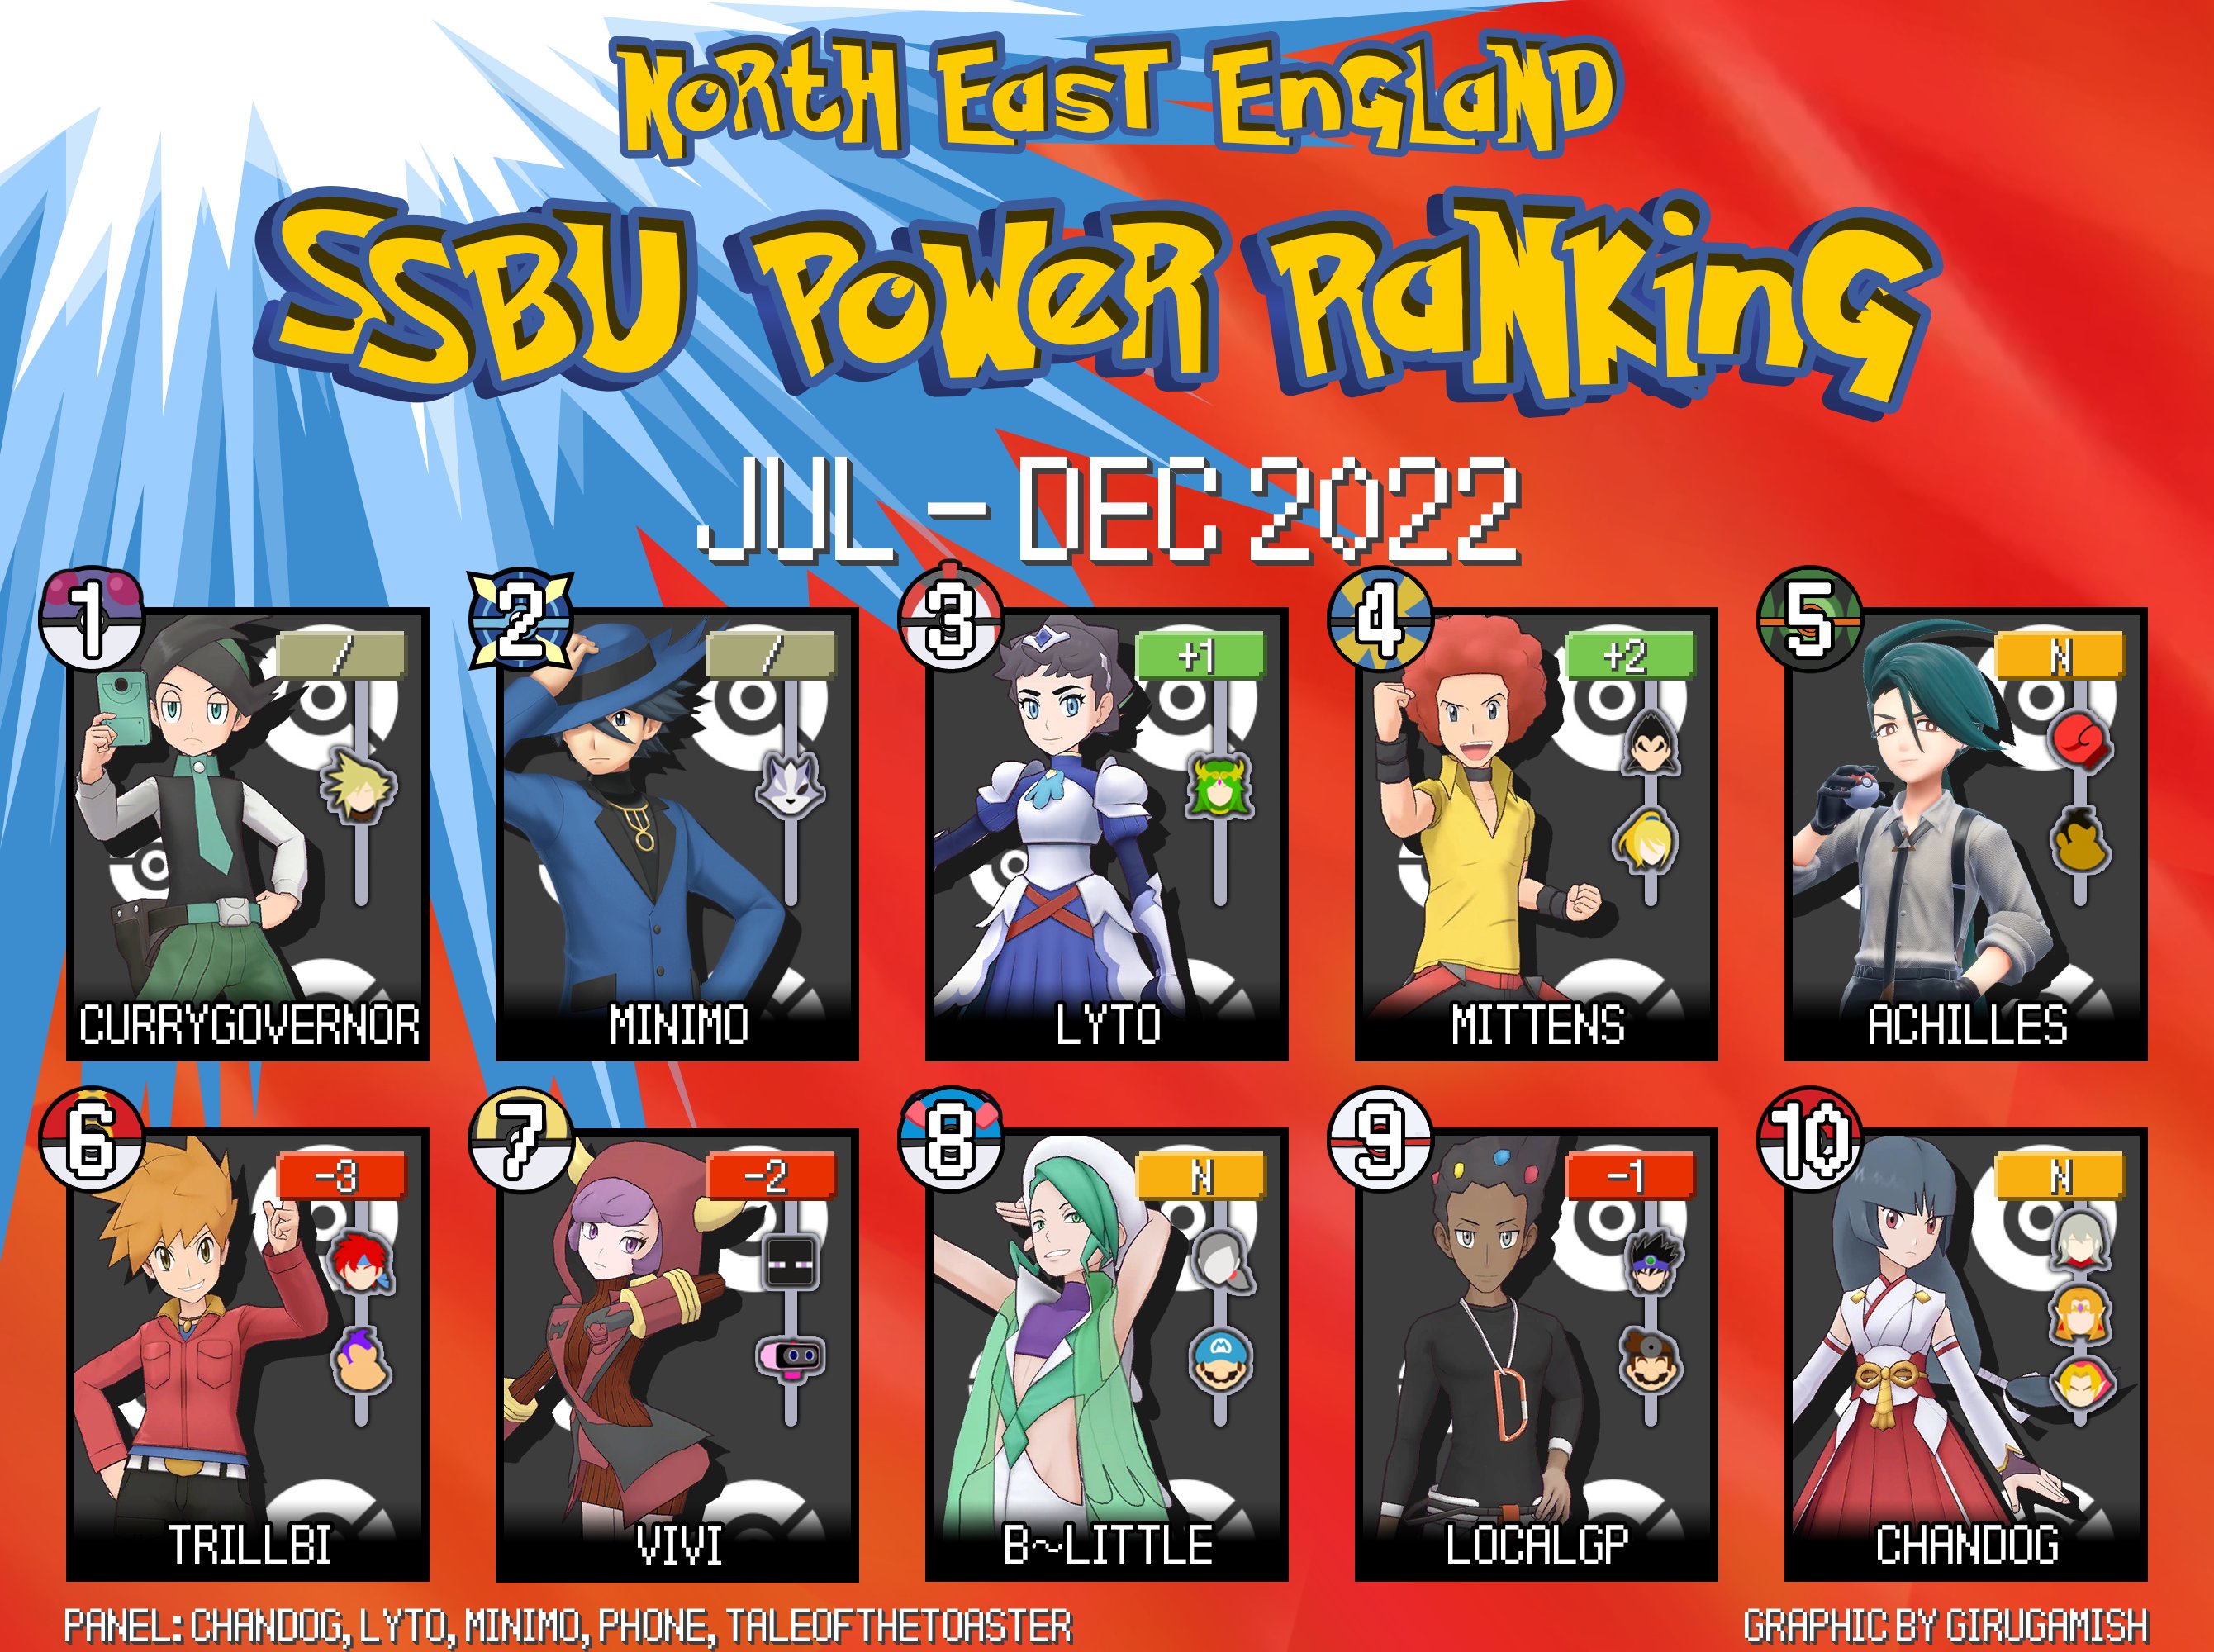 NORTH EAST ENGLAND
SSBU POWER RANKING
JUL - DEC 2022
1
/
CURRYGOVERNOR
2
/
MINIMO
3
+1
LYTO
4
+2
MITTENS
5
N
ACHILLES
6
-3
TRILLBI
7
-2
VIVI
8
N
B~LITTLE
9
-1
LOCALGP
10
N
CHANDOG
PANEL: CHANDOG, LYTO, MINIMO, PHONE, TALEOFTHETOASTER
GRAPHIC BY GIRUGAMISH